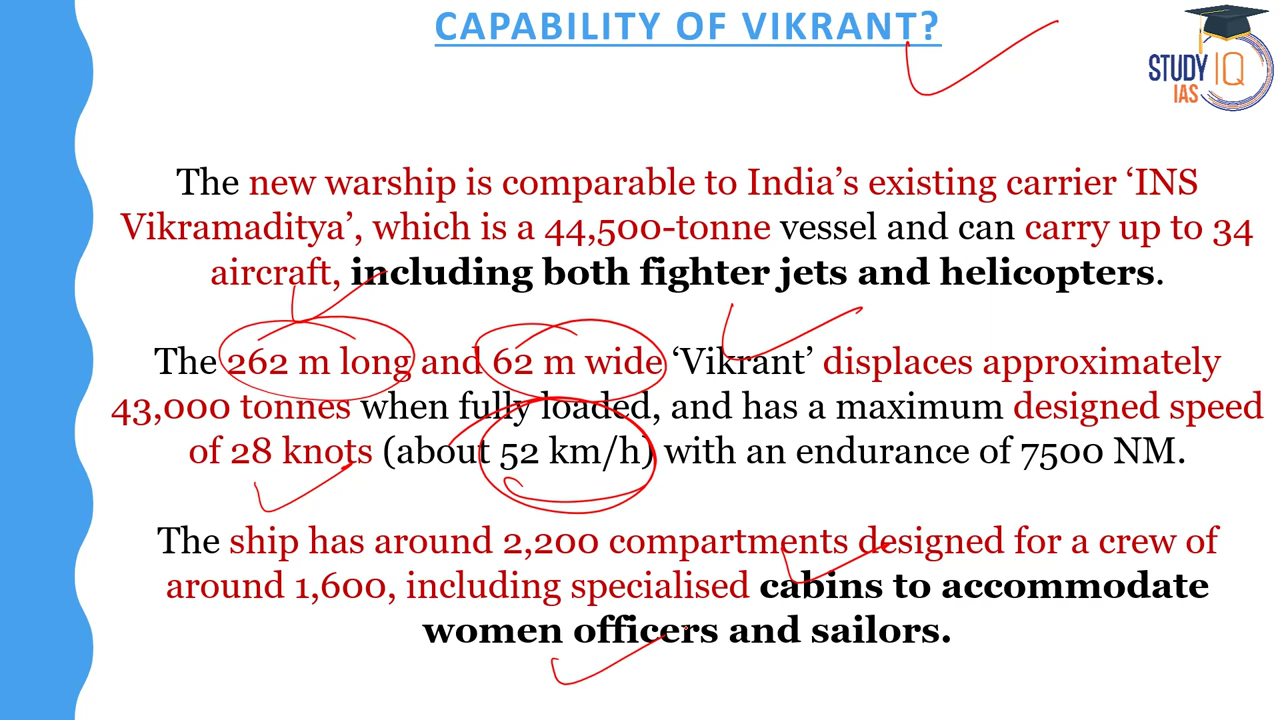 CAPABILITY OF VIKRANT?
STUDY IQ
IAS
The new warship is comparable to India’s existing carrier ‘INS
Vikramaditya’, which is a 44,500-tonne vessel and can carry up to 34
aircraft, including both fighter jets and helicopters.
The 262 m long and 62 m wide ‘Vikrant’ displaces approximately
43,000 tonnes when fully loaded, and has a maximum designed speed
of 28 knots (about 52 km/h) with an endurance of 7500 NM.
The ship has around 2,200 compartments designed for a crew of
around 1,600, including specialised cabins to accommodate
women officers and sailors.